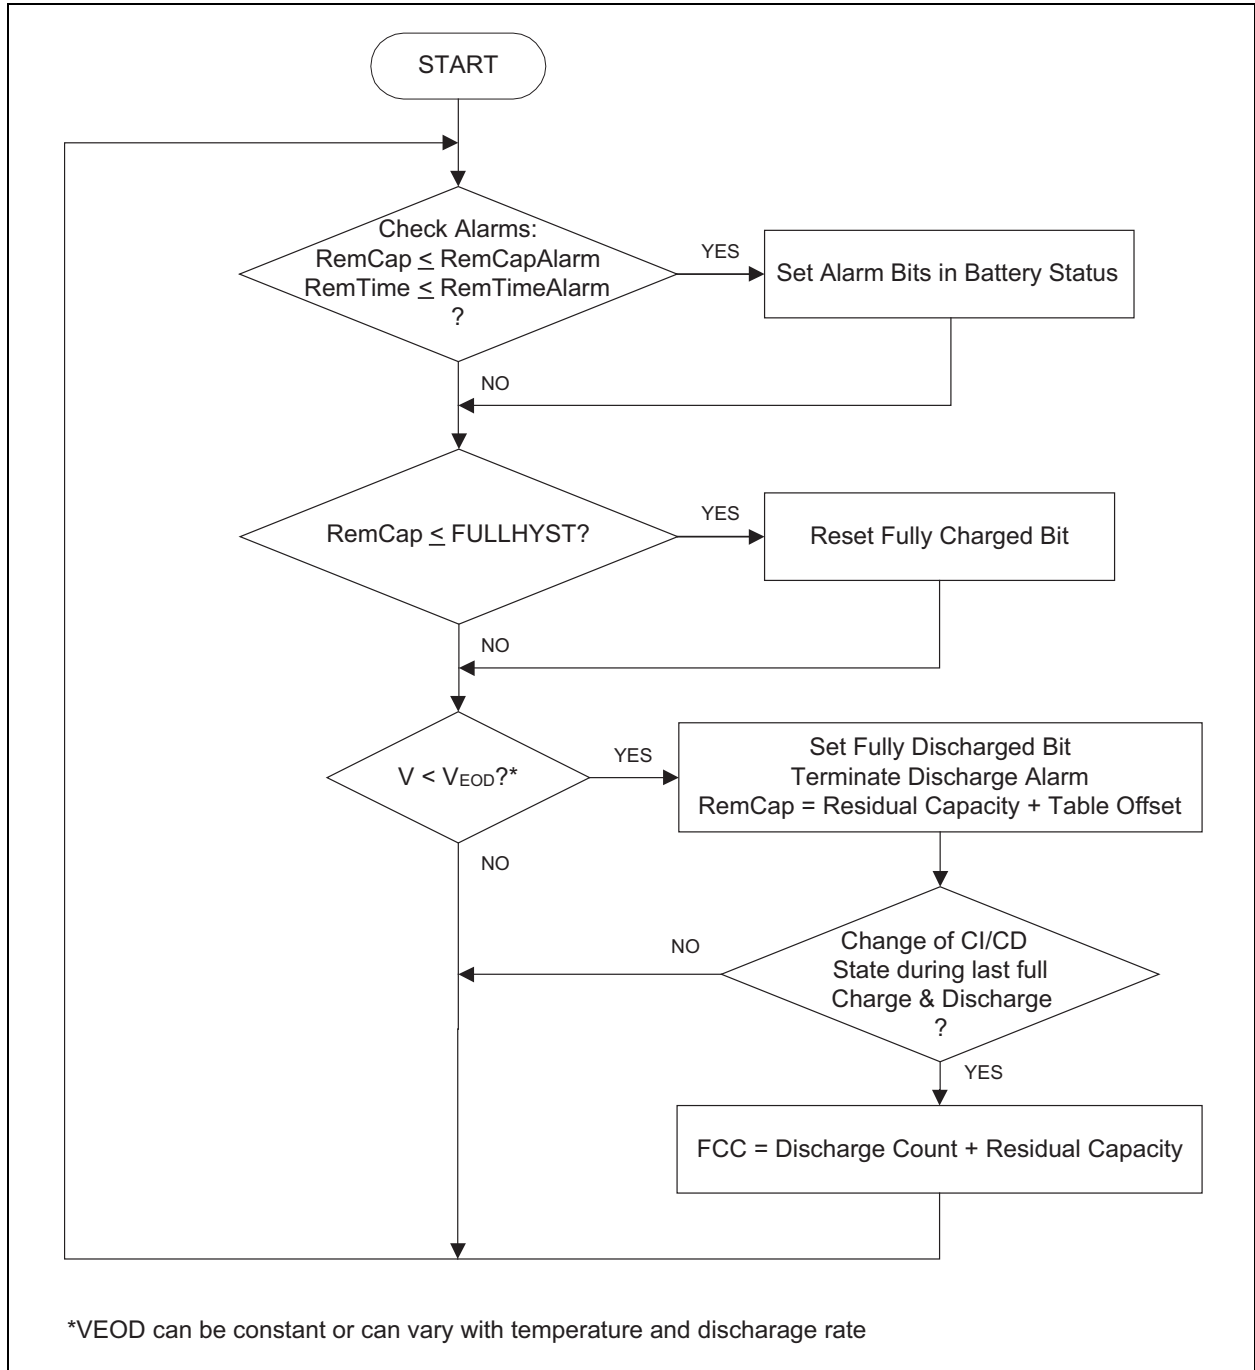 START
Check Alarms:
RemCap ≤ RemCapAlarm
RemTime ≤ RemTimeAlarm
?
YES
Set Alarm Bits in Battery Status
NO
RemCap ≤ FULLHYST?
YES
Reset Fully Charged Bit
NO
V < VEOD?*
YES
Set Fully Discharged Bit
Terminate Discharge Alarm
RemCap = Residual Capacity + Table Offset
NO
Change of CI/CD
State during last full
Charge & Discharge
?
NO
YES
FCC = Discharge Count + Residual Capacity
*VEOD can be constant or can vary with temperature and discharage rate